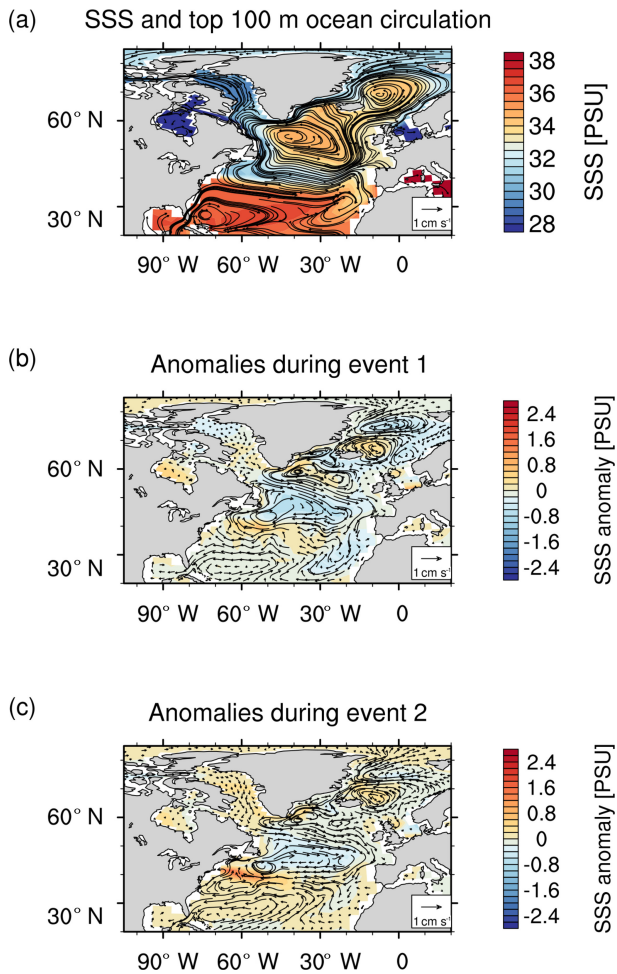 (a) SSS and top 100 m ocean circulation
60° N
30° N
90° W 60° W 30° W 0
1 cm s⁻¹
38
36
34
33
32
30
28
SSS [PSU]
(b) Anomalies during event 1
60° N
30° N
90° W 60° W 30° W 0
1 cm s⁻¹
2.4
1.6
0.8
0
-0.8
-1.6
-2.4
SSS anomaly [PSU]
(c) Anomalies during event 2
60° N
30° N
90° W 60° W 30° W 0
1 cm s⁻¹
2.4
1.6
0.8
0
-0.8
-1.6
-2.4
SSS anomaly [PSU]